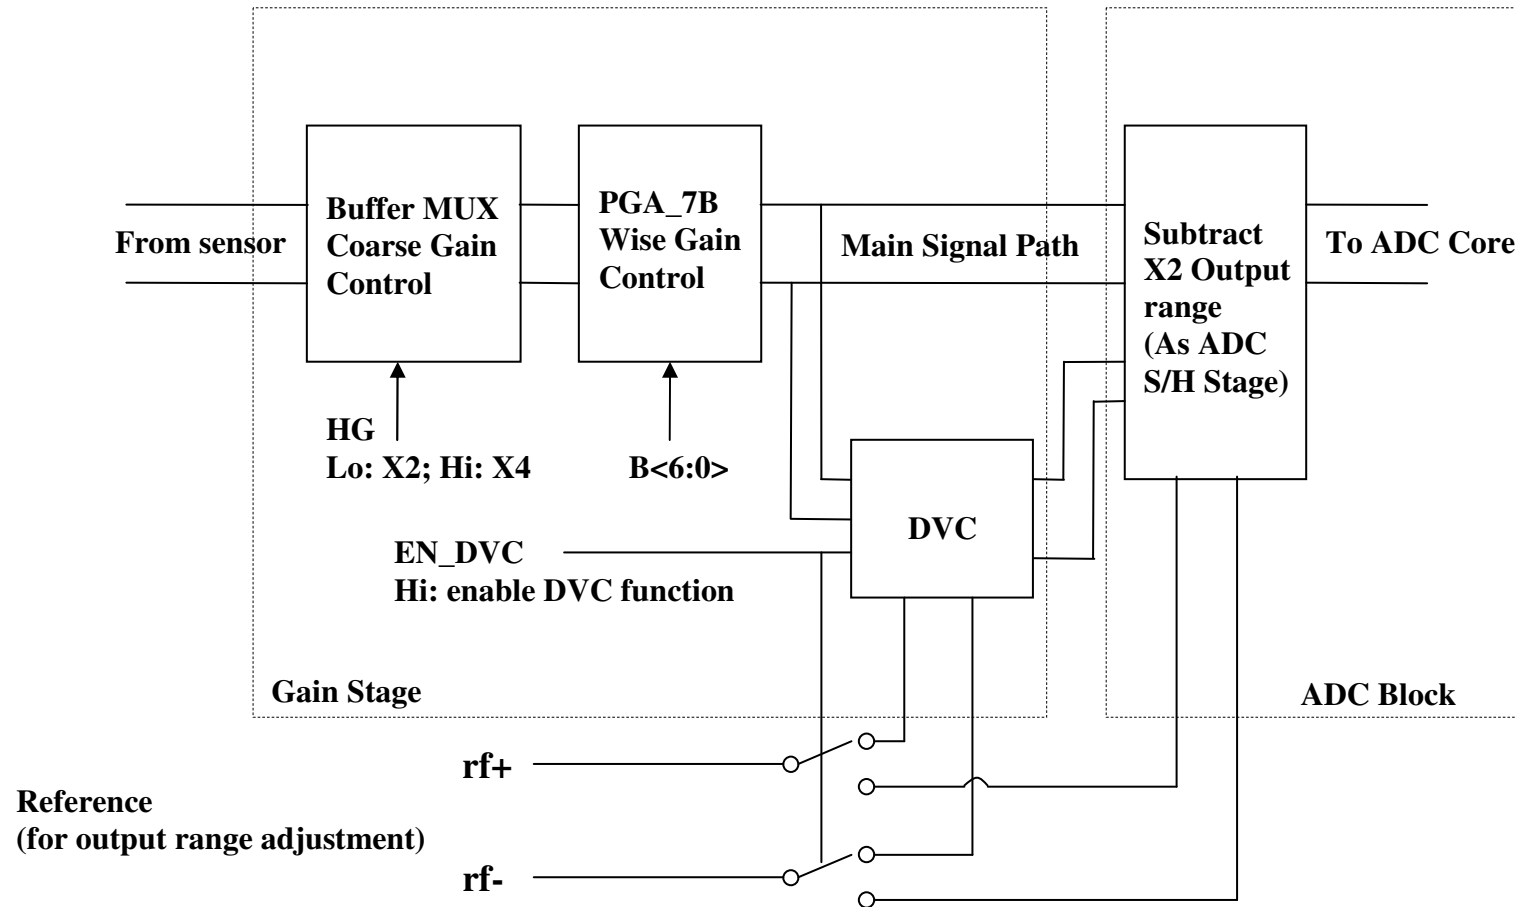 Buffer MUX
Coarse Gain
Control
PGA_7B
Wise Gain
Control
From sensor
Main Signal Path
Subtract
X2 Output
range
(As ADC
S/H Stage)
To ADC Core
HG
Lo: X2; Hi: X4
B<6:0>
DVC
EN_DVC
Hi: enable DVC function
Gain Stage
ADC Block
rf+
Reference
(for output range adjustment)
rf-